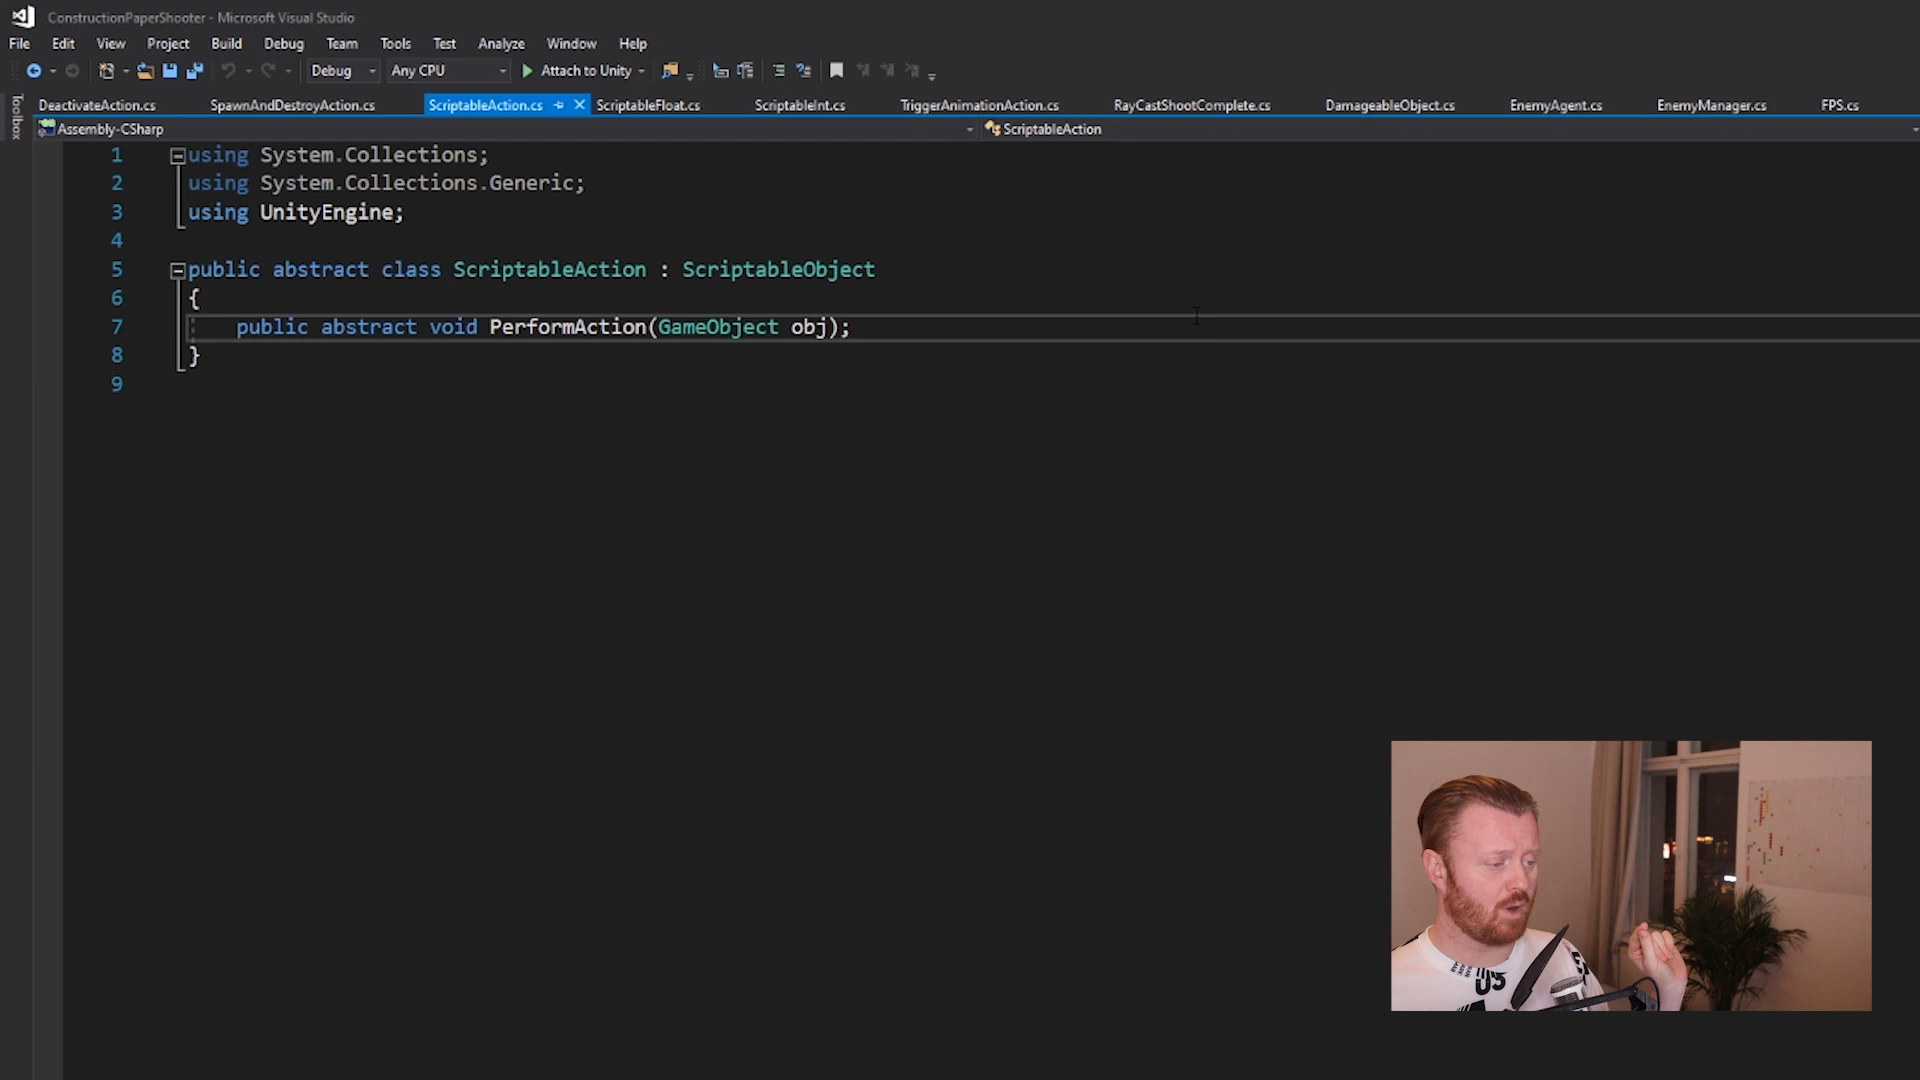 ConstructionPaperShooter - Microsoft Visual Studio
File Edit View Project Build Debug Team Tools Test Analyze Window Help
Debug Any CPU Attach to Unity
Toolbox
DeactivateAction.cs SpawnAndDestroyAction.cs ScriptableAction.cs ScriptableFloat.cs ScriptableInt.cs TriggerAnimationAction.cs RayCastShootComplete.cs DamageableObject.cs EnemyAgent.cs EnemyManager.cs FPS.cs
Assembly-CSharp ScriptableAction
1 using System.Collections;
2 using System.Collections.Generic;
3 using UnityEngine;
4
5 public abstract class ScriptableAction : ScriptableObject
6 {
7 public abstract void PerformAction(GameObject obj);
8 }
9